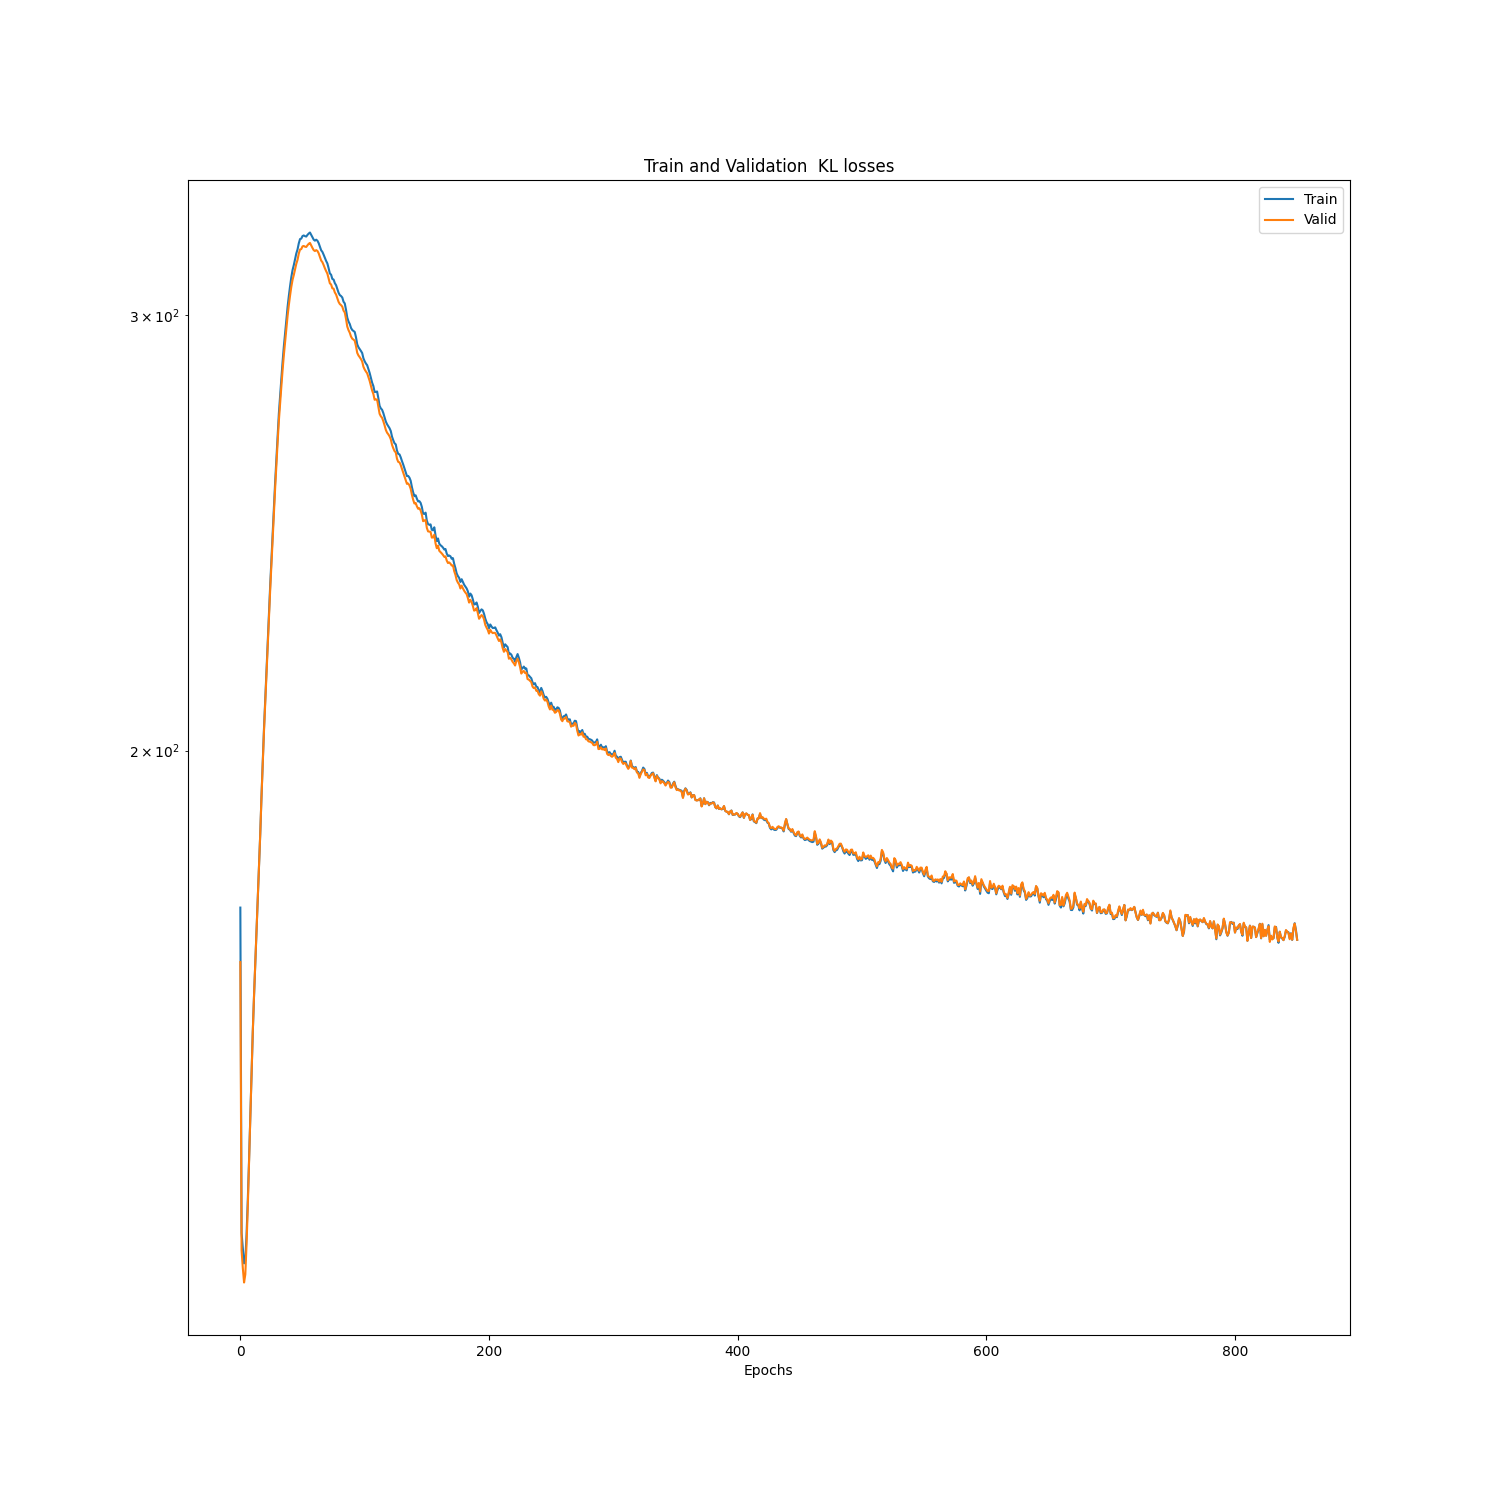 Train and Validation  KL losses
Train
Valid
3 × 10²
2 × 10²
0 200 400 600 800
Epochs